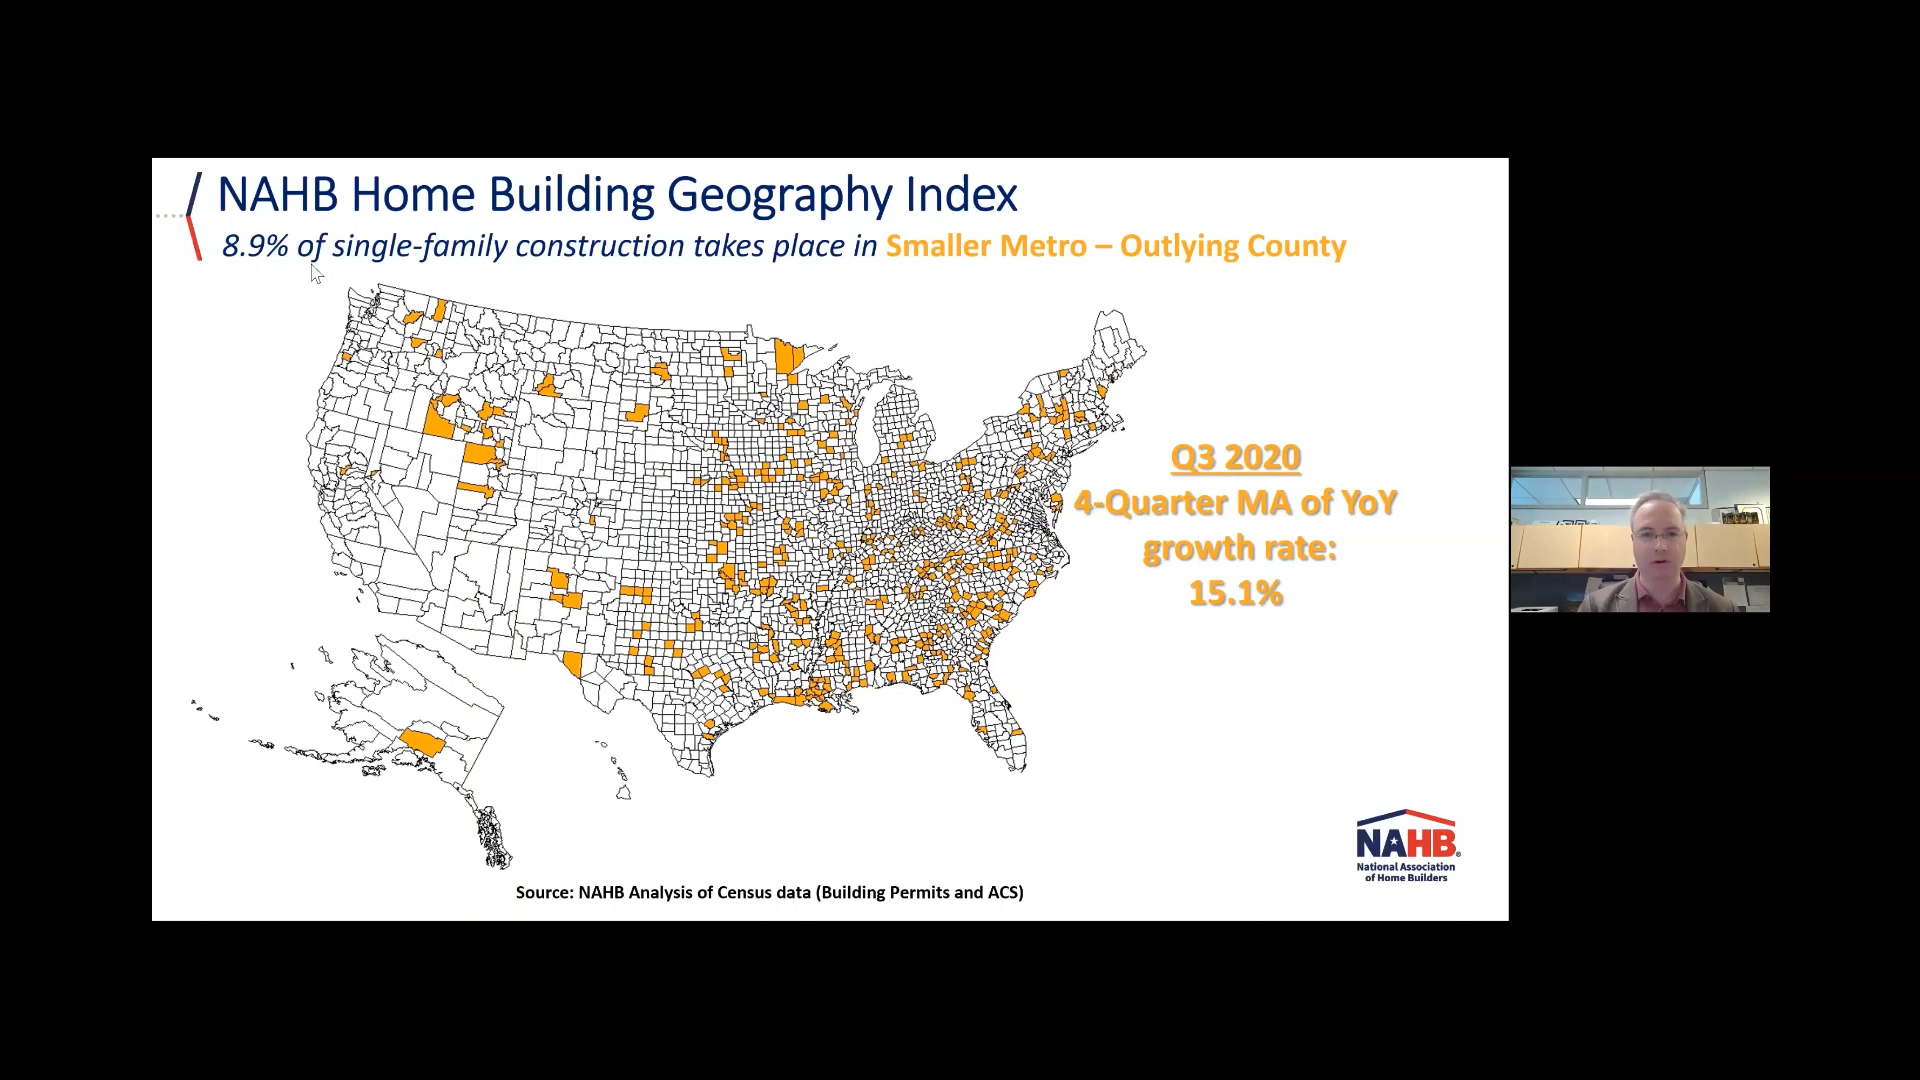 NAHB Home Building Geography Index
8.9% of single-family construction takes place in Smaller Metro – Outlying County
Q3 2020
4-Quarter MA of YoY
growth rate:
15.1%
NAHB®
National Association
of Home Builders
Source: NAHB Analysis of Census data (Building Permits and ACS)